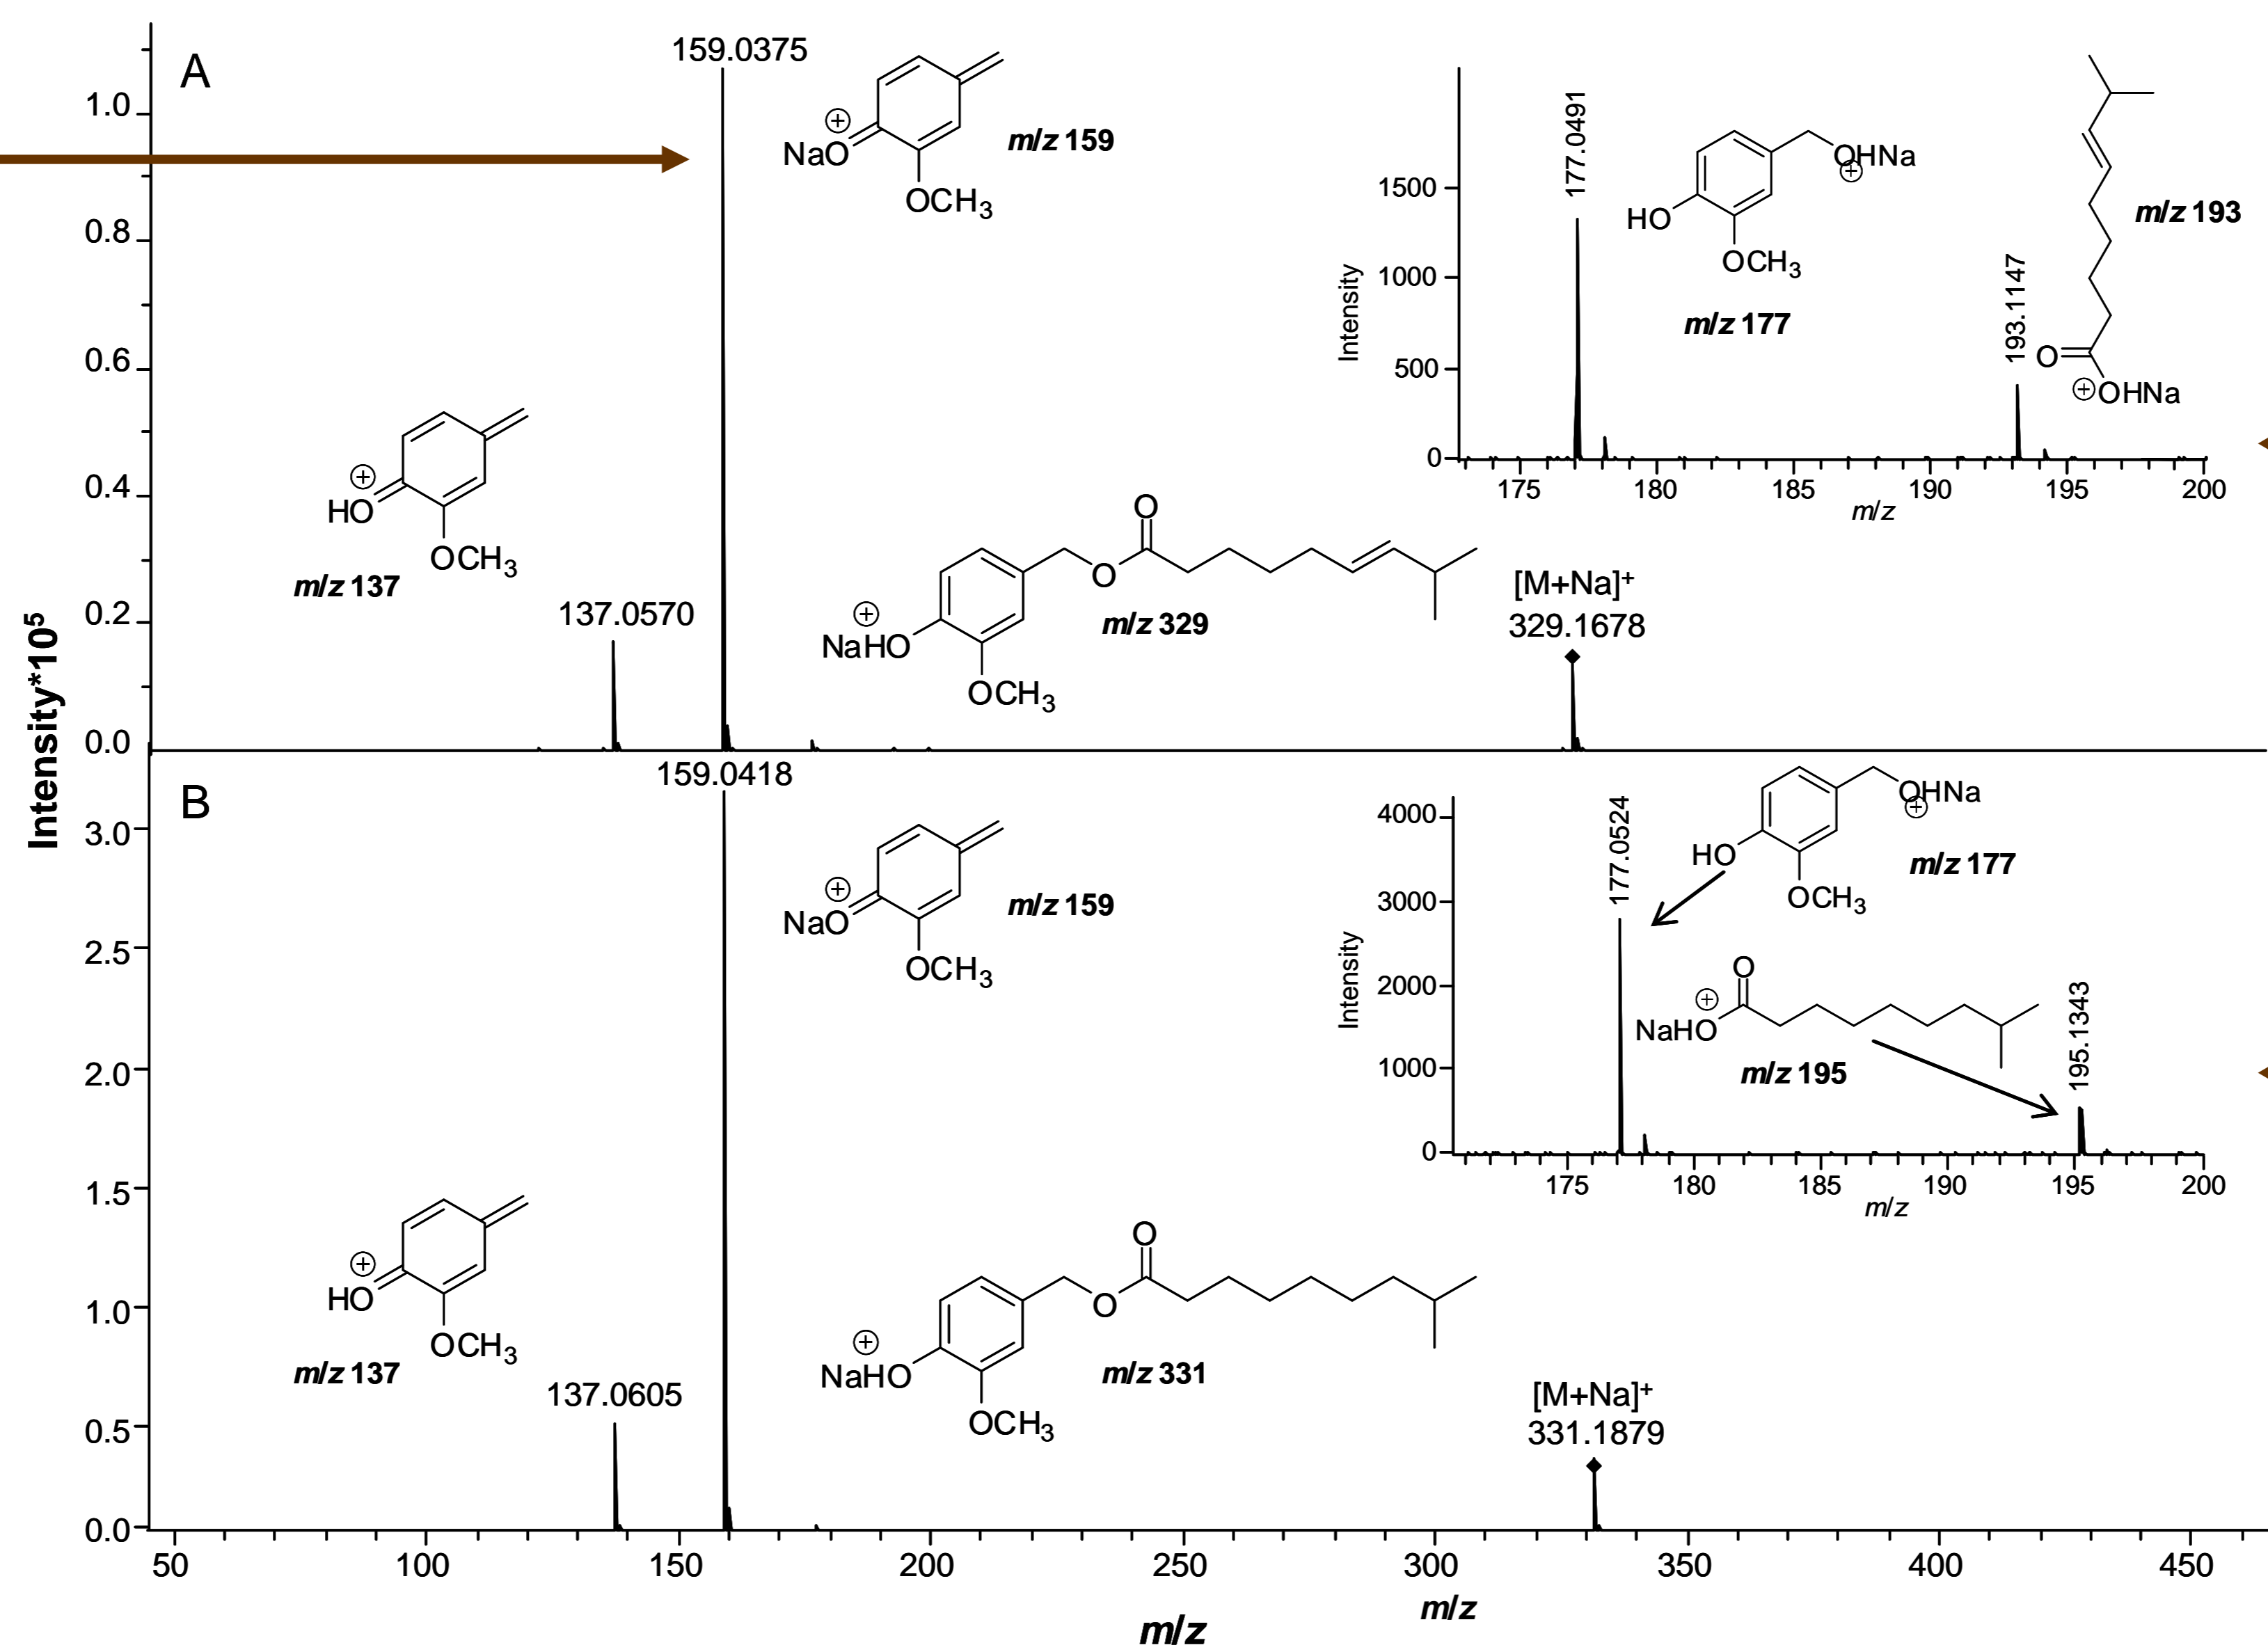 A
159.0375
NaO
⊕
OCH3
m/z 159
1.0
0.8
0.6
0.4
0.2
0.0
HO
⊕
OCH3
m/z 137
137.0570
O
O
⊕
NaHO
OCH3
m/z 329
[M+Na]+
329.1678
Intensity
1500
1000
500
0
177.0491
OHNa
⊕
HO
OCH3
m/z 177
193.1147
m/z 193
O
⊕OHNa
175 180 185 190 195 200
m/z
Intensity*10⁵
B
159.0418
NaO
⊕
OCH3
m/z 159
3.0
2.5
2.0
1.5
1.0
0.5
0.0
HO
⊕
OCH3
m/z 137
137.0605
O
O
⊕
NaHO
OCH3
m/z 331
[M+Na]+
331.1879
Intensity
4000
3000
2000
1000
0
177.0524
OHNa
⊕
HO
OCH3
m/z 177
O
⊕
NaHO
m/z 195
195.1343
175 180 185 190 195 200
m/z
50 100 150 200 250 300 350 400 450
m/z
m/z